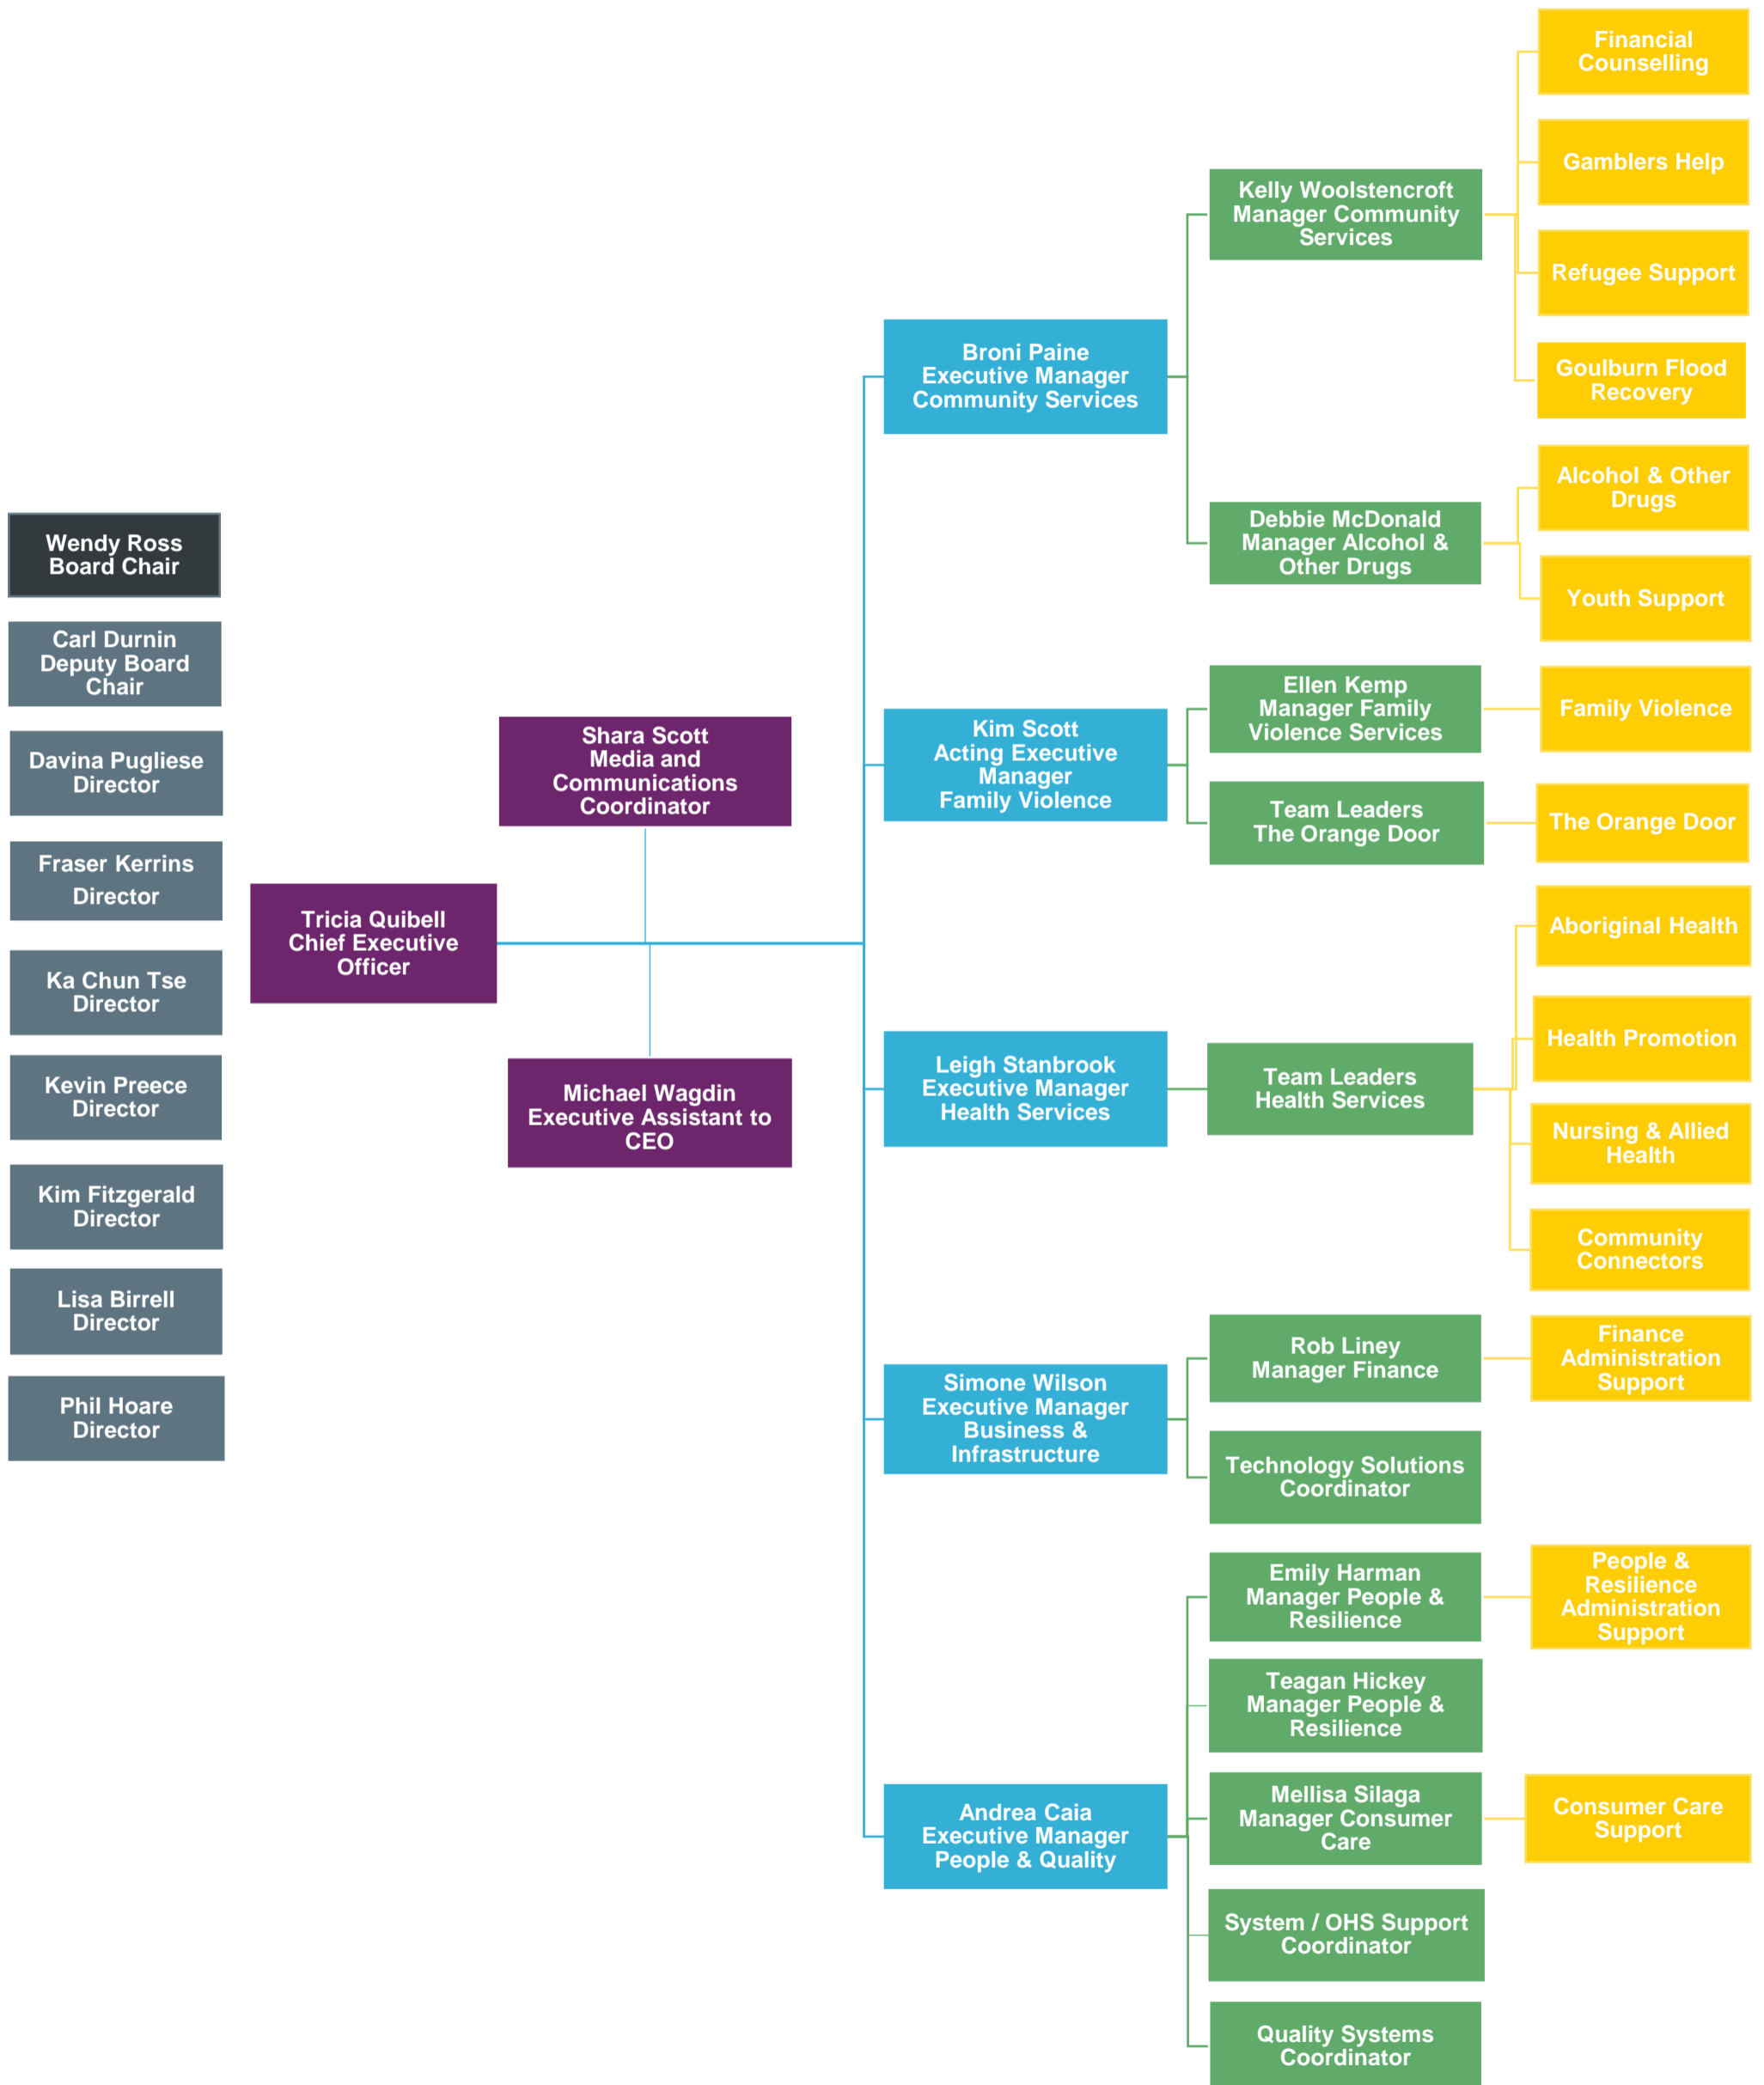 Wendy Ross
Board Chair
Carl Durnin
Deputy Board
Chair
Davina Pugliese
Director
Fraser Kerrins
Director
Ka Chun Tse
Director
Kevin Preece
Director
Kim Fitzgerald
Director
Lisa Birrell
Director
Phil Hoare
Director
Tricia Quibell
Chief Executive
Officer
Shara Scott
Media and
Communications
Coordinator
Michael Wagdin
Executive Assistant to
CEO
Broni Paine
Executive Manager
Community Services
Kelly Woolstencroft
Manager Community
Services
Financial
Counselling
Gamblers Help
Refugee Support
Goulburn Flood
Recovery
Debbie McDonald
Manager Alcohol &
Other Drugs
Alcohol & Other
Drugs
Youth Support
Kim Scott
Acting Executive
Manager
Family Violence
Ellen Kemp
Manager Family
Violence Services
Family Violence
Team Leaders
The Orange Door
The Orange Door
Leigh Stanbrook
Executive Manager
Health Services
Team Leaders
Health Services
Aboriginal Health
Health Promotion
Nursing & Allied
Health
Community
Connectors
Simone Wilson
Executive Manager
Business &
Infrastructure
Rob Liney
Manager Finance
Finance
Administration
Support
Technology Solutions
Coordinator
Andrea Caia
Executive Manager
People & Quality
Emily Harman
Manager People &
Resilience
People &
Resilience
Administration
Support
Teagan Hickey
Manager People &
Resilience
Mellisa Silaga
Manager Consumer
Care
Consumer Care
Support
System / OHS Support
Coordinator
Quality Systems
Coordinator